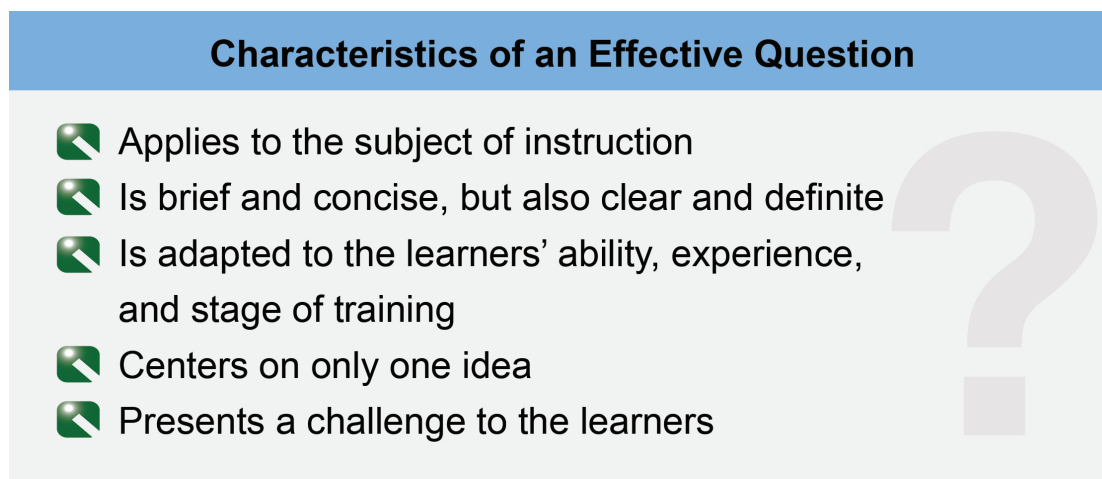 Characteristics of an Effective Question
Applies to the subject of instruction
Is brief and concise, but also clear and definite
Is adapted to the learners’ ability, experience,
and stage of training
Centers on only one idea
Presents a challenge to the learners
?